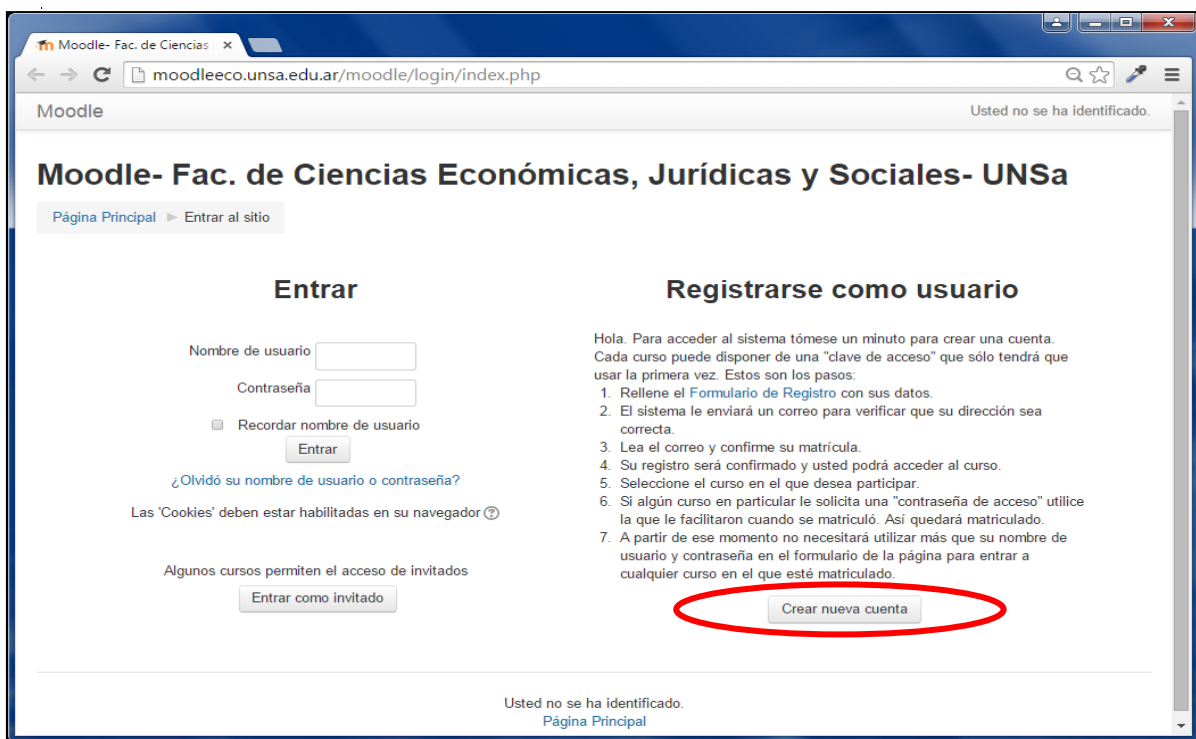 Moodle- Fac. de Ciencias
moodleeco.unsa.edu.ar/moodle/login/index.php
Moodle
Usted no se ha identificado.
Moodle- Fac. de Ciencias Económicas, Jurídicas y Sociales- UNSa
Página Principal ► Entrar al sitio
Entrar
Nombre de usuario
Contraseña
Recordar nombre de usuario
Entrar
¿Olvidó su nombre de usuario o contraseña?
Las 'Cookies' deben estar habilitadas en su navegador
Algunos cursos permiten el acceso de invitados
Entrar como invitado
Registrarse como usuario
Hola. Para acceder al sistema tómese un minuto para crear una cuenta.
Cada curso puede disponer de una "clave de acceso" que sólo tendrá que
usar la primera vez. Estos son los pasos:
1. Rellene el Formulario de Registro con sus datos.
2. El sistema le enviará un correo para verificar que su dirección sea
correcta.
3. Lea el correo y confirme su matrícula.
4. Su registro será confirmado y usted podrá acceder al curso.
5. Seleccione el curso en el que desea participar.
6. Si algún curso en particular le solicita una "contraseña de acceso" utilice
la que le facilitaron cuando se matriculó. Así quedará matriculado.
7. A partir de ese momento no necesitará utilizar más que su nombre de
usuario y contraseña en el formulario de la página para entrar a
cualquier curso en el que esté matriculado.
Crear nueva cuenta
Usted no se ha identificado.
Página Principal